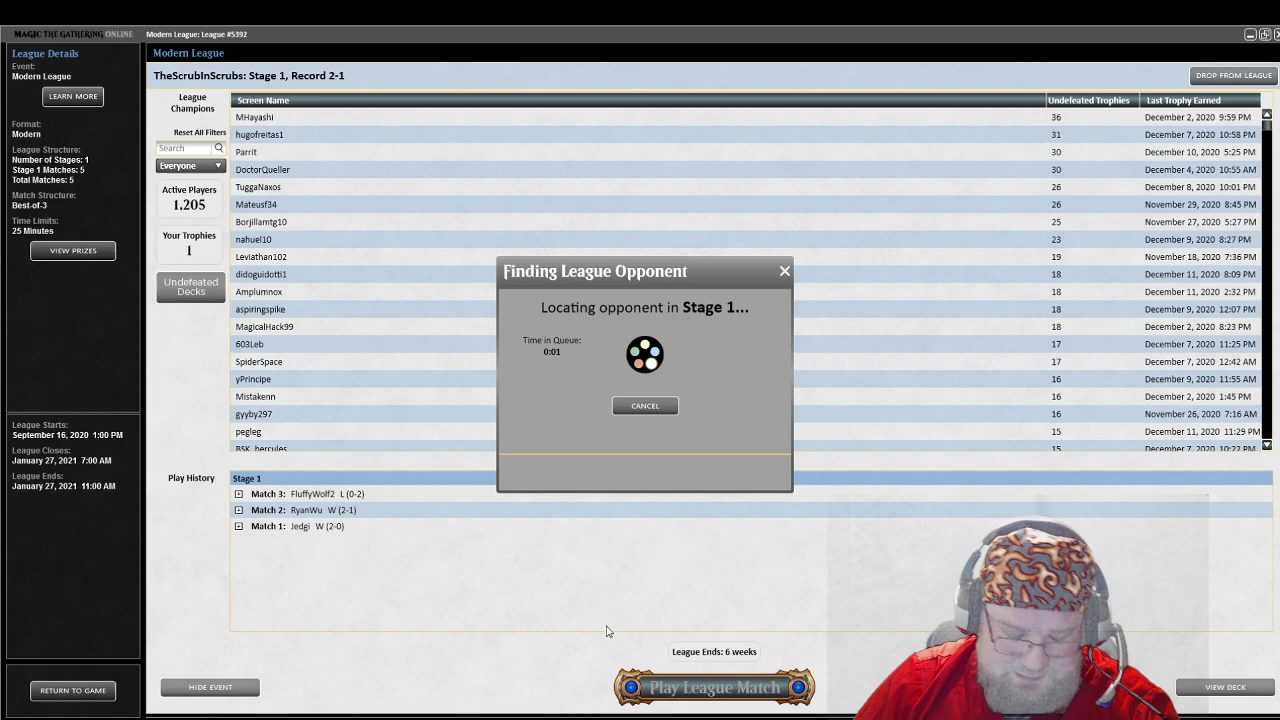 MAGIC THE GATHERING ONLINE
Modern League: League #5392
League Details
Event:
Modern League
LEARN MORE
Format:
Modern
League Structure:
Number of Stages: 1
Stage 1 Matches: 5
Total Matches: 5
Match Structure:
Best-of-3
Time Limits:
25 Minutes
VIEW PRIZES
League Starts:
September 16, 2020 1:00 PM
League Closes:
January 27, 2021 7:00 AM
League Ends:
January 27, 2021 11:00 AM
RETURN TO GAME
Modern League
TheScrubInScrubs: Stage 1, Record 2-1
DROP FROM LEAGUE
League Champions
Reset All Filters
Search
Everyone
Active Players
1,205
Your Trophies
1
Undefeated Decks
Screen Name Undefeated Trophies Last Trophy Earned
MHayashi 36 December 2, 2020 9:59 PM
hugofreitas1 31 December 7, 2020 10:58 PM
Parrit 30 December 10, 2020 5:25 PM
DoctorQueller 30 December 4, 2020 10:55 AM
TuggaNaxos 26 December 8, 2020 10:01 PM
Mateusf34 26 November 29, 2020 8:45 PM
Borjillamtg10 25 November 27, 2020 5:27 PM
nahuel10 23 December 9, 2020 8:27 PM
Leviathan102 19 November 18, 2020 7:36 PM
didoguidotti1 18 December 11, 2020 8:09 PM
Amplumnox 18 December 11, 2020 2:32 PM
aspiringspike 18 December 9, 2020 12:07 PM
MagicalHack99 18 December 2, 2020 8:23 PM
603Leb 17 December 7, 2020 11:25 PM
SpiderSpace 17 December 7, 2020 12:42 AM
yPrincipe 16 December 9, 2020 11:55 AM
Mistakenn 16 December 2, 2020 1:45 PM
gyyby297 16 November 26, 2020 7:16 AM
pegleg 15 December 11, 2020 11:29 PM
BSK_hercules 15 December 7, 2020 10:22 PM
Finding League Opponent
Locating opponent in Stage 1...
Time in Queue:
0:01
CANCEL
Play History
Stage 1
Match 3: FluffyWolf2 L (0-2)
Match 2: RyanWu W (2-1)
Match 1: Jedgi W (2-0)
League Ends: 6 weeks
HIDE EVENT
Play League Match
VIEW DECK